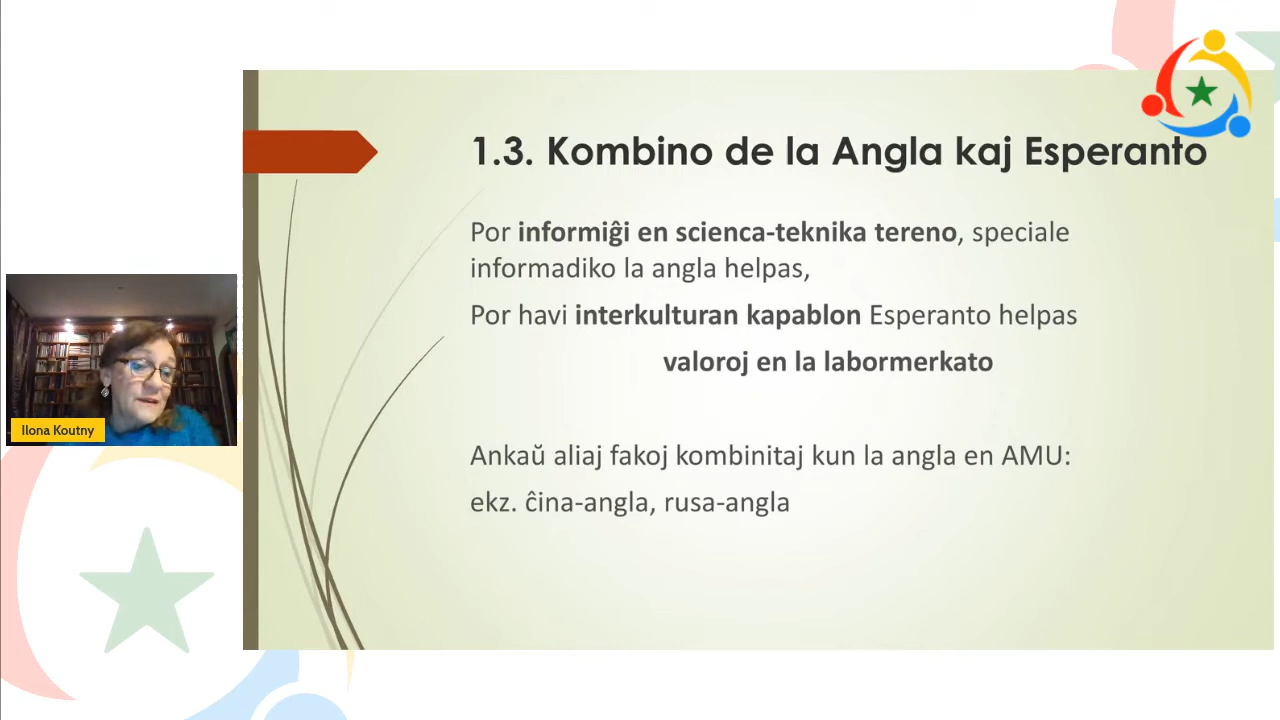 1.3. Kombino de la Angla kaj Esperanto
Por informiĝi en scienca-teknika tereno, speciale
informadiko la angla helpas,
Por havi interkulturan kapablon Esperanto helpas
valoroj en la labormerkato
Ankaŭ aliaj fakoj kombinitaj kun la angla en AMU:
ekz. ĉina-angla, rusa-angla
Ilona Koutny